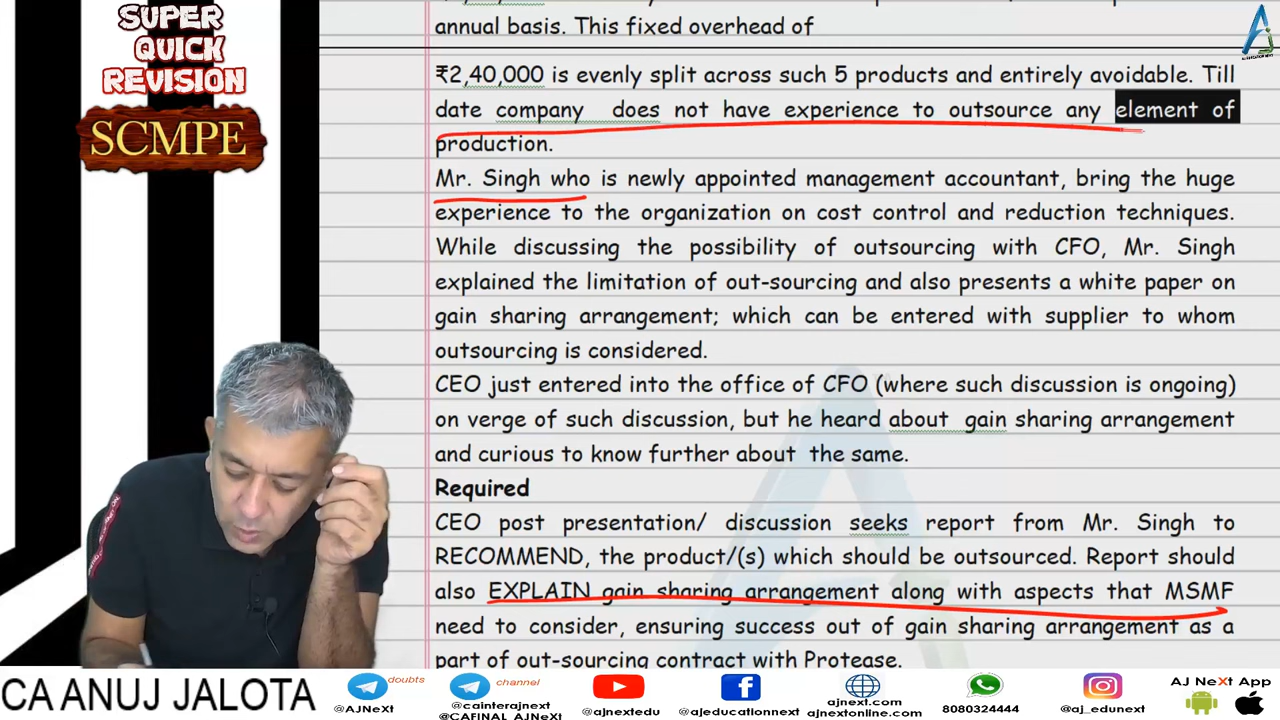 SUPER
QUICK
REVISION
SCMPE
annual basis. This fixed overhead of
₹2,40,000 is evenly split across such 5 products and entirely avoidable. Till
date company does not have experience to outsource any element of
production.
Mr. Singh who is newly appointed management accountant, bring the huge
experience to the organization on cost control and reduction techniques.
While discussing the possibility of outsourcing with CFO, Mr. Singh
explained the limitation of out-sourcing and also presents a white paper on
gain sharing arrangement; which can be entered with supplier to whom
outsourcing is considered.
CEO just entered into the office of CFO (where such discussion is ongoing)
on verge of such discussion, but he heard about gain sharing arrangement
and curious to know further about the same.
Required
CEO post presentation/ discussion seeks report from Mr. Singh to
RECOMMEND, the product/(s) which should be outsourced. Report should
also EXPLAIN gain sharing arrangement along with aspects that MSMF
need to consider, ensuring success out of gain sharing arrangement as a
part of out-sourcing contract with Protease.
CA ANUJ JALOTA
doubts
@AJNeXt
channel
@cainterajnext
@CAFINAL_AJNeXt
@ajnextedu
@ajeducationnext
ajnext.com
ajnextonline.com
8080324444
@aj_edunext
AJ NeXt App